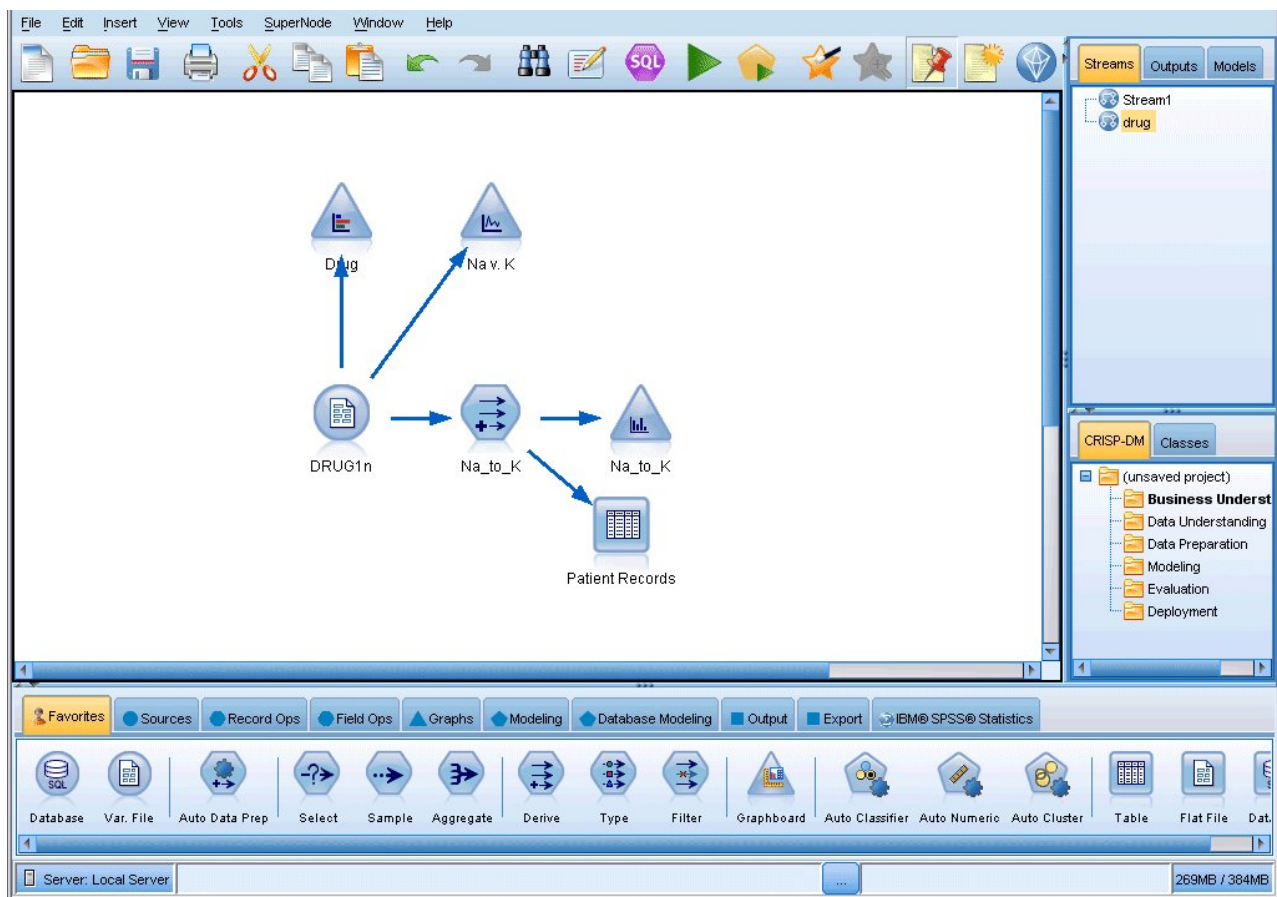 File Edit Insert View Tools SuperNode Window Help
SQL
Streams Outputs Models
Stream1
drug
Drug
Na v. K
DRUG1n
Na_to_K
Na_to_K
Patient Records
CRISP-DM Classes
(unsaved project)
Business Underst
Data Understanding
Data Preparation
Modeling
Evaluation
Deployment
Favorites Sources Record Ops Field Ops Graphs Modeling Database Modeling Output Export IBM® SPSS® Statistics
SQL
Database Var. File Auto Data Prep Select Sample Aggregate Derive Type Filter Graphboard Auto Classifier Auto Numeric Auto Cluster Table Flat File Dat
Server: Local Server
...
269MB / 384MB